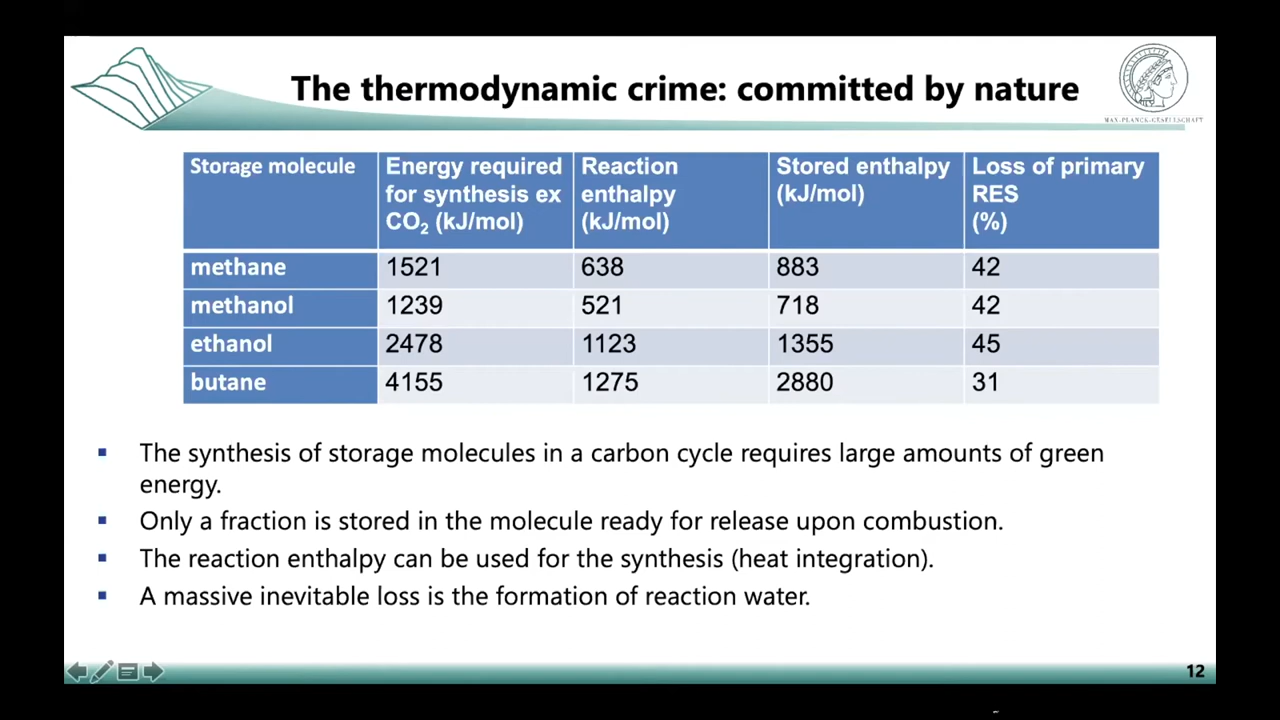 The thermodynamic crime: committed by nature
MAX-PLANCK-GESELLSCHAFT
Storage molecule Energy required for synthesis ex CO₂ (kJ/mol) Reaction enthalpy (kJ/mol) Stored enthalpy (kJ/mol) Loss of primary RES (%)
methane 1521 638 883 42
methanol 1239 521 718 42
ethanol 2478 1123 1355 45
butane 4155 1275 2880 31
▪ The synthesis of storage molecules in a carbon cycle requires large amounts of green
energy.
▪ Only a fraction is stored in the molecule ready for release upon combustion.
▪ The reaction enthalpy can be used for the synthesis (heat integration).
▪ A massive inevitable loss is the formation of reaction water.
12